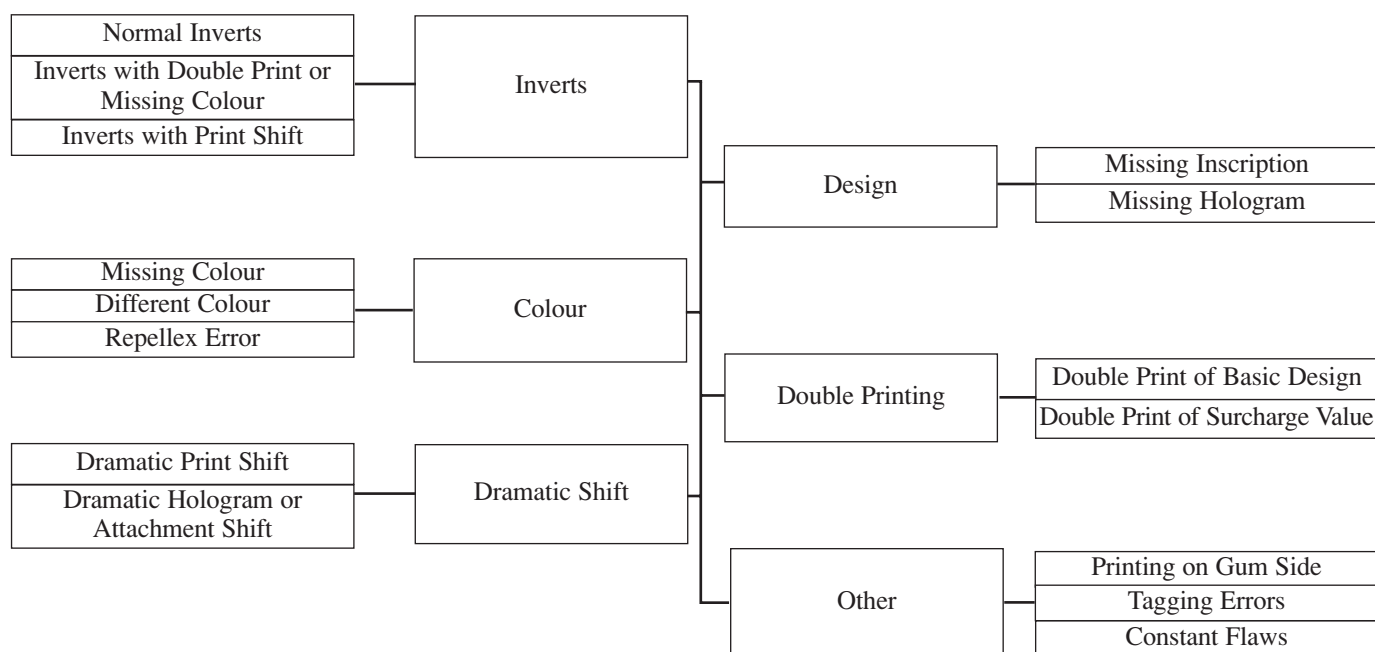 Normal Inverts
Inverts with Double Print or
Missing Colour
Inverts with Print Shift
Inverts
Design
Missing Inscription
Missing Hologram
Missing Colour
Different Colour
Repellex Error
Colour
Double Printing
Double Print of Basic Design
Double Print of Surcharge Value
Dramatic Print Shift
Dramatic Hologram or
Attachment Shift
Dramatic Shift
Other
Printing on Gum Side
Tagging Errors
Constant Flaws